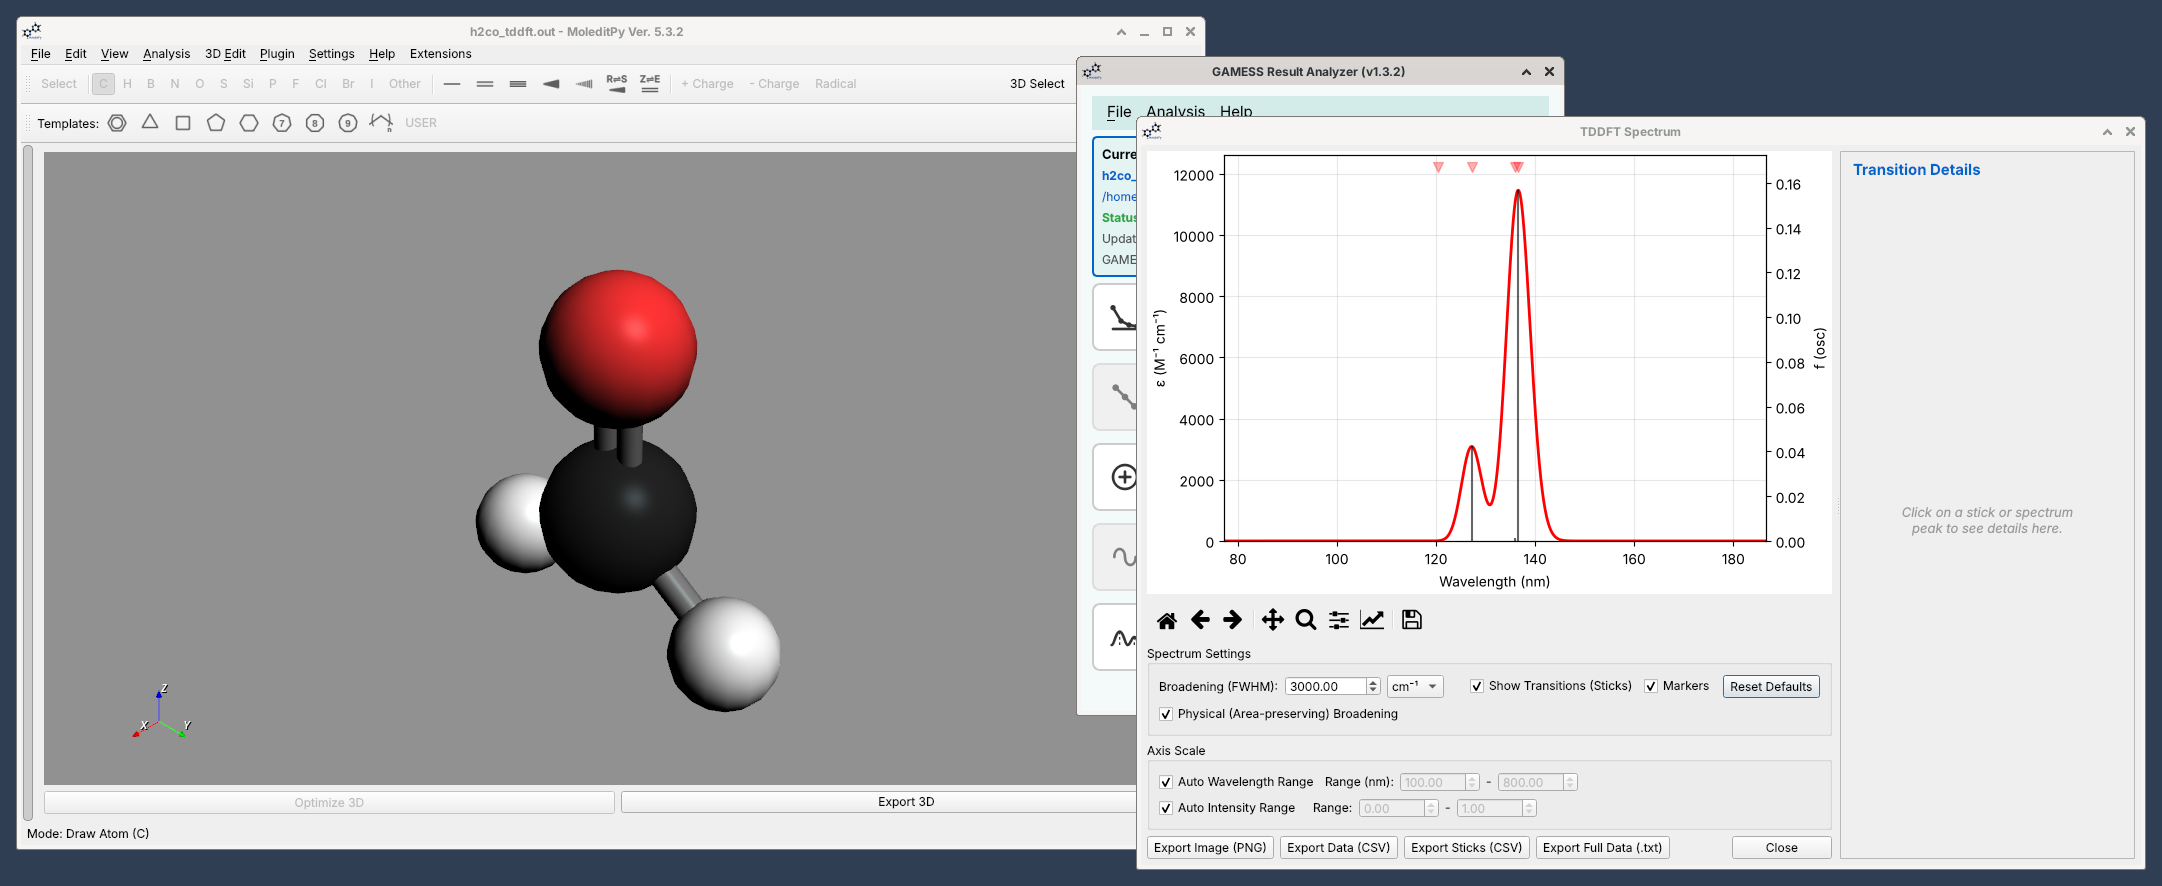 h2co_tddft.out - MoleditPy Ver. 5.3.2
File Edit View Analysis 3D Edit Plugin Settings Help Extensions
Select C H B N O S Si P F Cl Br I Other R⇌S Z⇌E + Charge - Charge Radical 3D Select
Templates: 7 8 9 n USER
Z
X Y
Optimize 3D Export 3D
Mode: Draw Atom (C)
GAMESS Result Analyzer (v1.3.2)
File Analysis Help
Curre
h2co_
/home
Status
Updat
GAME
TDDFT Spectrum
12000
10000
8000
6000
4000
2000
0
ε (M⁻¹ cm⁻¹)
80 100 120 140 160 180
Wavelength (nm)
0.16
0.14
0.12
0.10
0.08
0.06
0.04
0.02
0.00
f (osc)
Transition Details
Click on a stick or spectrum
peak to see details here.
Spectrum Settings
Broadening (FWHM): 3000.00 cm⁻¹ Show Transitions (Sticks) Markers Reset Defaults
Physical (Area-preserving) Broadening
Axis Scale
Auto Wavelength Range Range (nm): 100.00 - 800.00
Auto Intensity Range Range: 0.00 - 1.00
Export Image (PNG) Export Data (CSV) Export Sticks (CSV) Export Full Data (.txt) Close